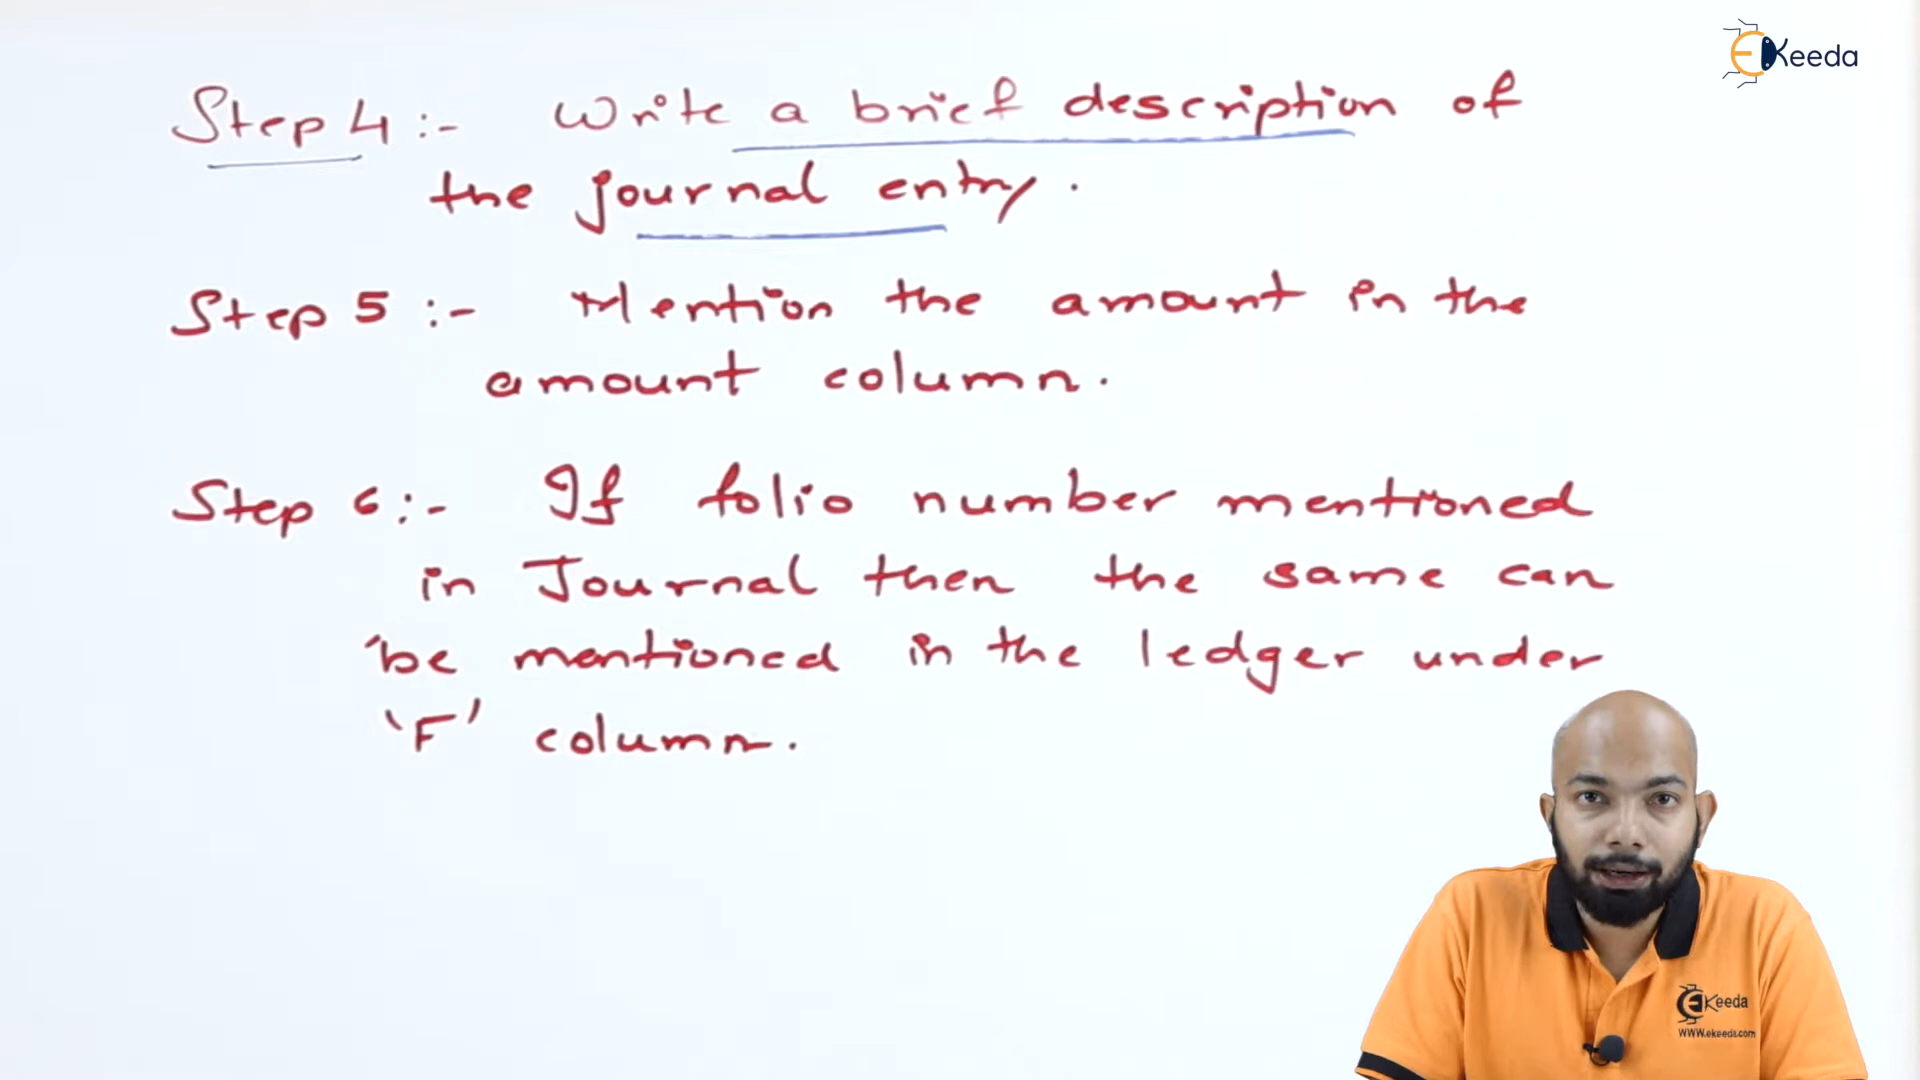 EKeeda
Step 4 :- Write a brief description of
the journal entry.
Step 5 :- Mention the amount in the
amount column.
Step 6 :- If folio number mentioned
in Journal then the same can
be mentioned in the ledger under
'F' column.
EKeeda
WWW.ekeeda.com